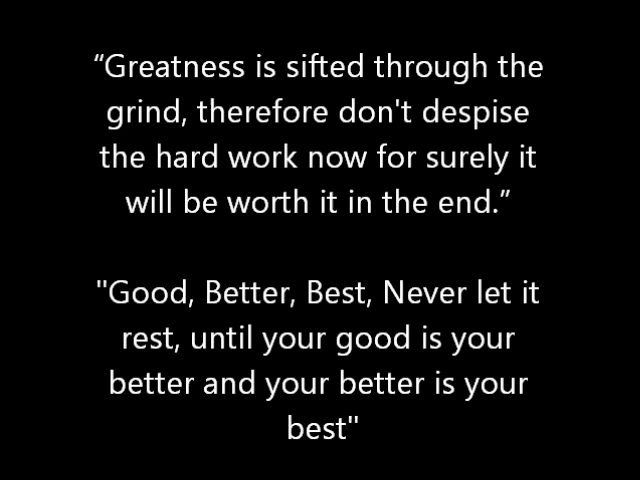 “Greatness is sifted through the
grind, therefore don't despise
the hard work now for surely it
will be worth it in the end.”
"Good, Better, Best, Never let it
rest, until your good is your
better and your better is your
best"